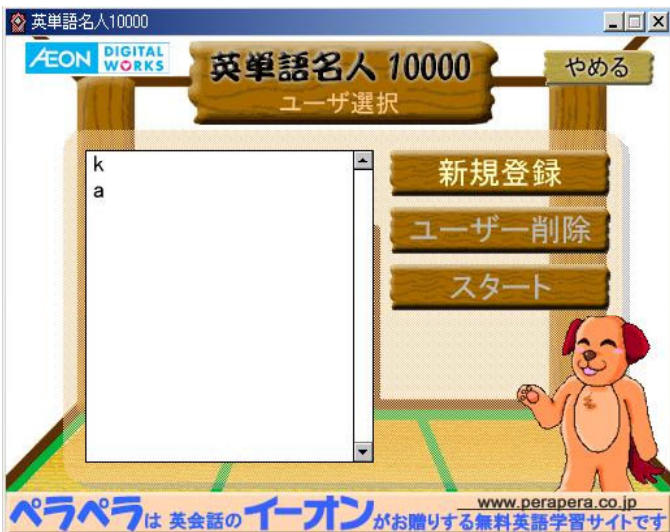 英単語名人10000
ÆON DIGITAL WORKS
英単語名人 10000
ユーザ選択
やめる
k
a
新規登録
ユーザー削除
スタート
www.perapera.co.jp
ペラペラは 英会話の イーオンがお贈りする無料英語学習サイトです